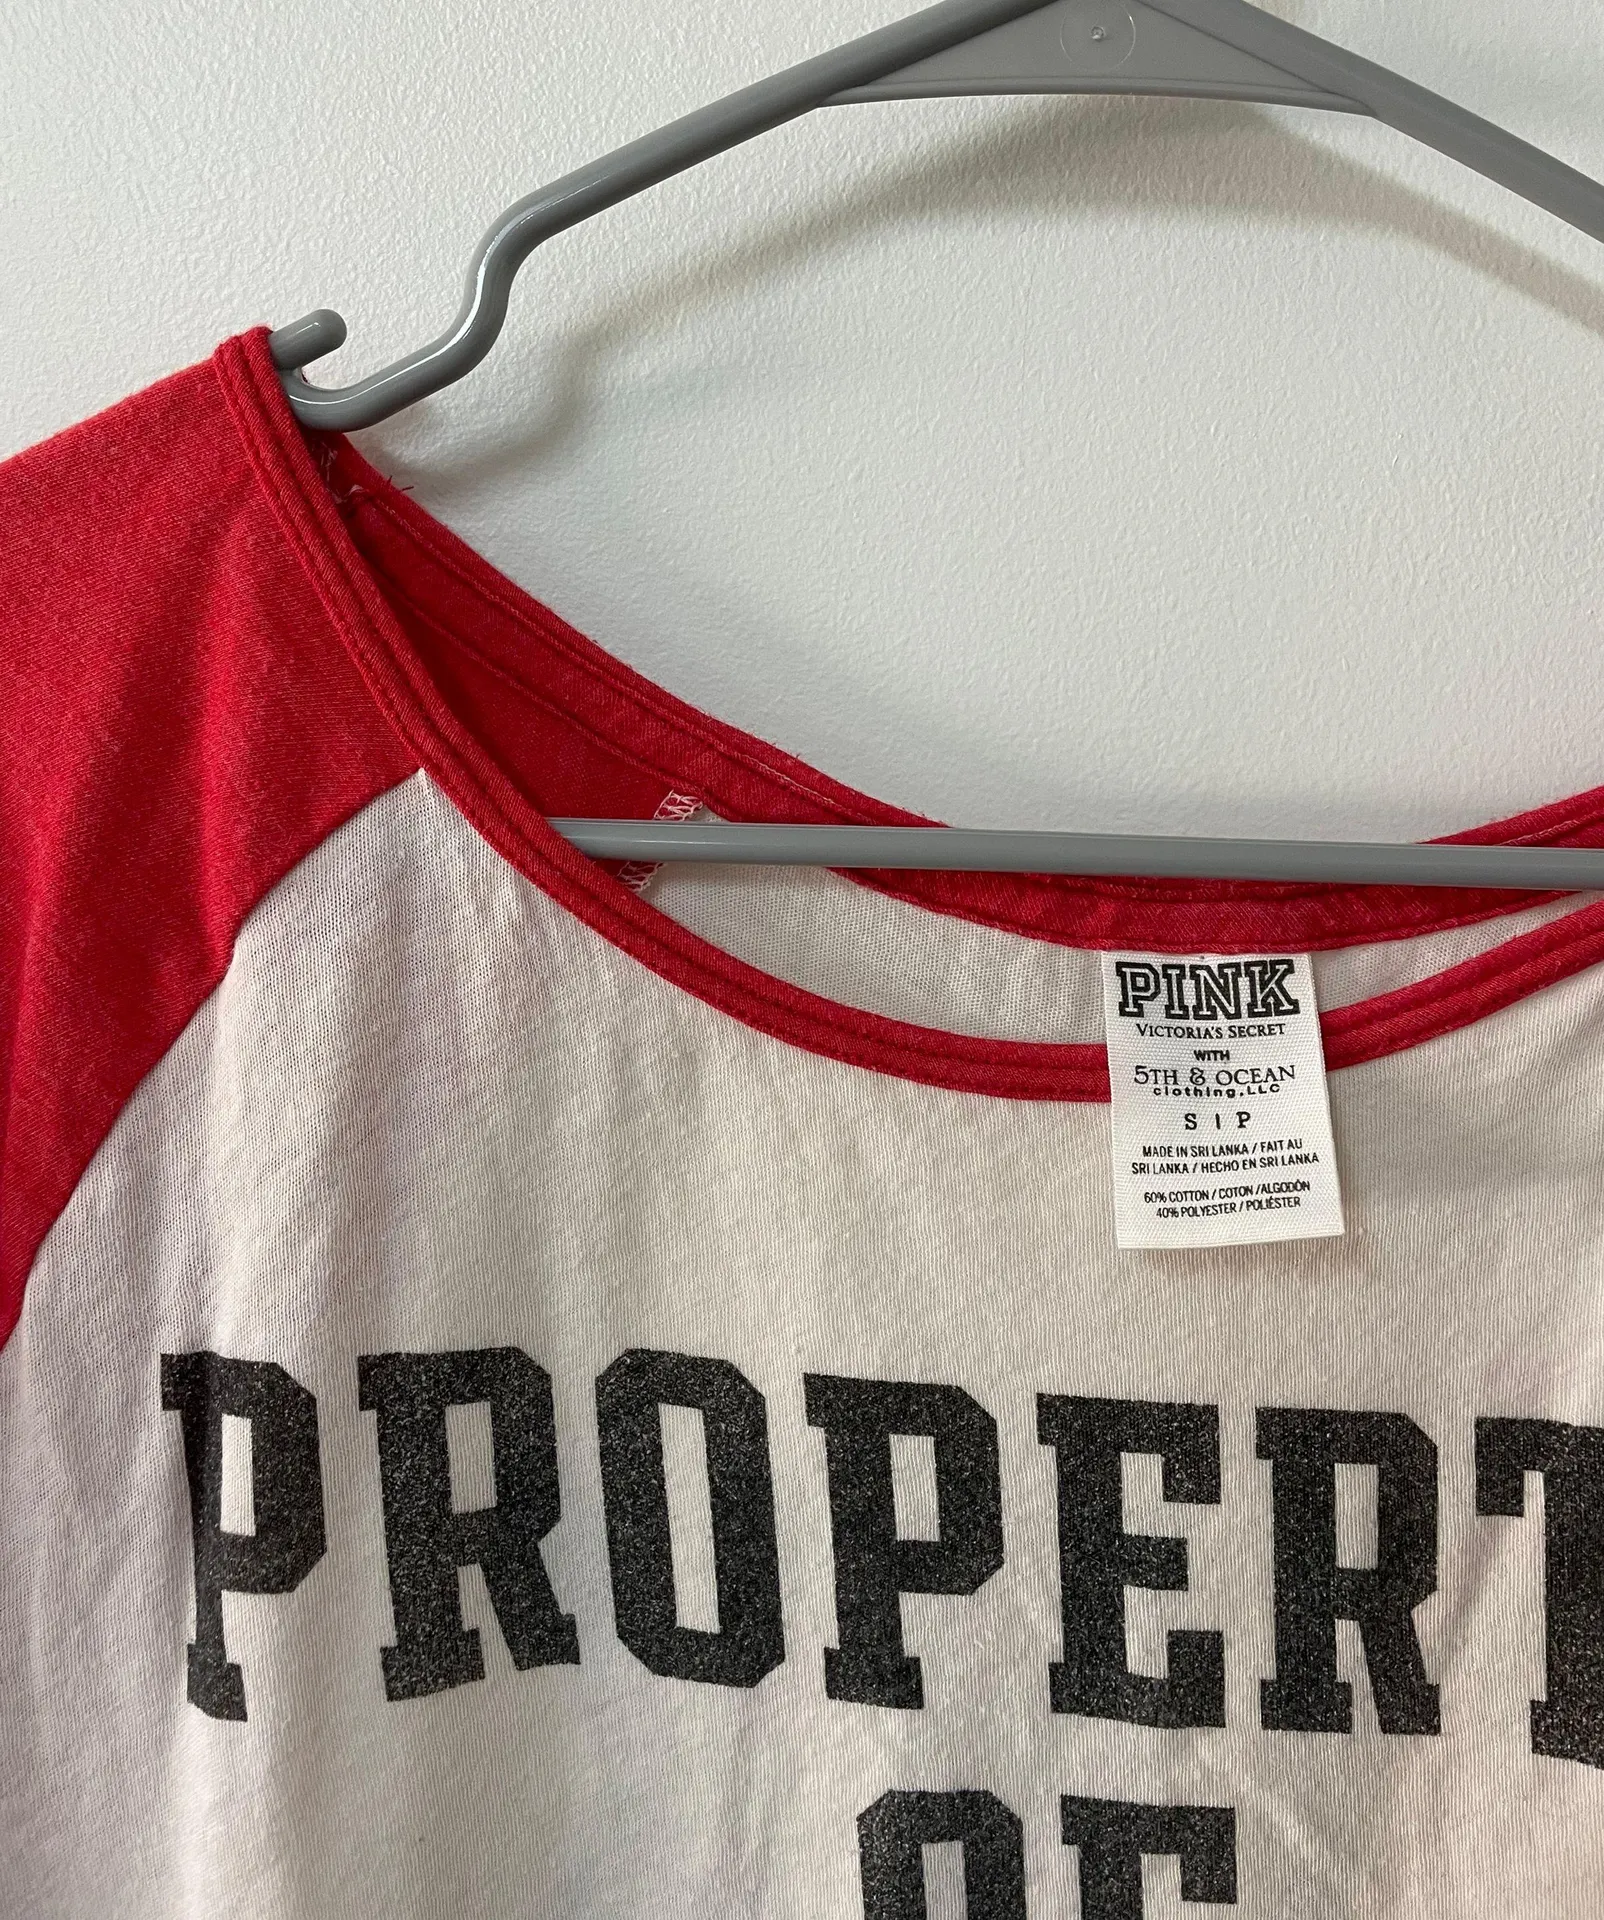 PINK
VICTORIA'S SECRET
WITH
5TH & OCEAN
clothing, LLC
S | P
MADE IN SRI LANKA / FAIT AU
SRI LANKA / HECHO EN SRI LANKA
60% COTTON / COTON /ALGODÓN
40% POLYESTER / POLIÉSTER
PROPERT
OF